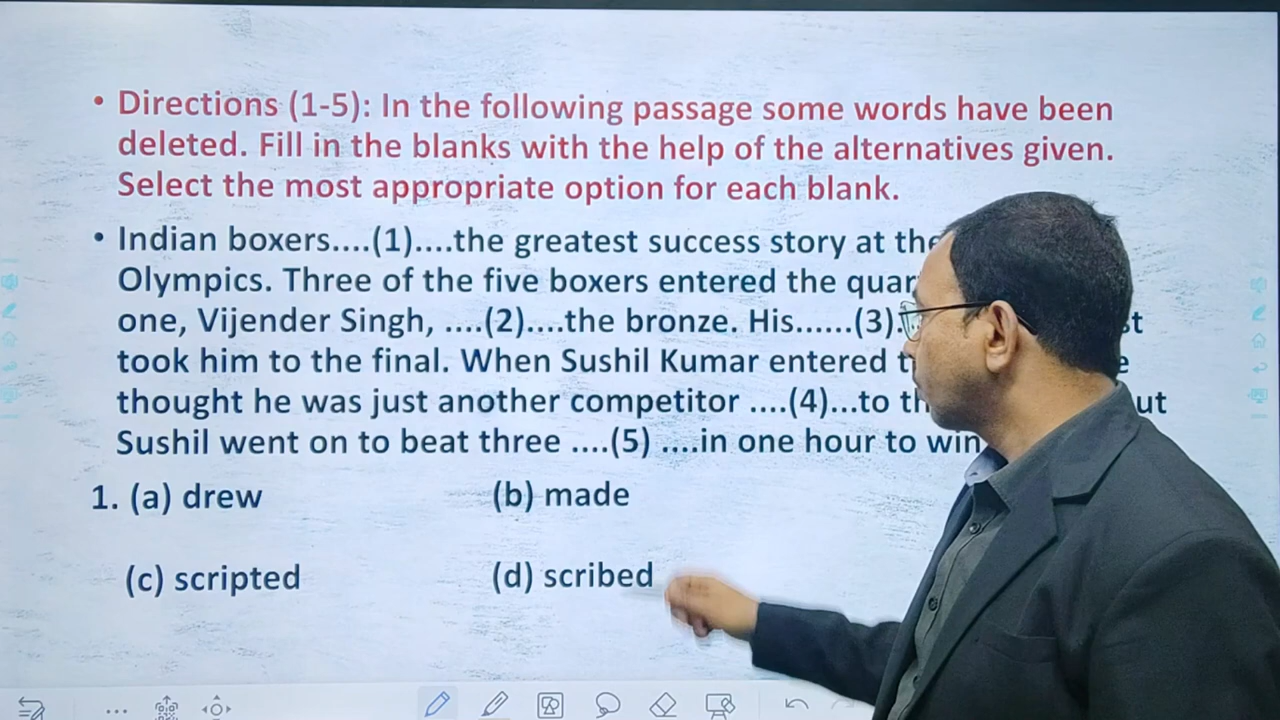 • Directions (1-5): In the following passage some words have been
deleted. Fill in the blanks with the help of the alternatives given.
Select the most appropriate option for each blank.
• Indian boxers....(1)....the greatest success story at the
Olympics. Three of the five boxers entered the
one, Vijender Singh, ....(2)....the bronze. His......(3).
took him to the final. When Sushil Kumar entered
thought he was just another competitor ....(4)...to
Sushil went on to beat three ....(5) ....in one hour to win
1. (a) drew (b) made
(c) scripted (d) scribed